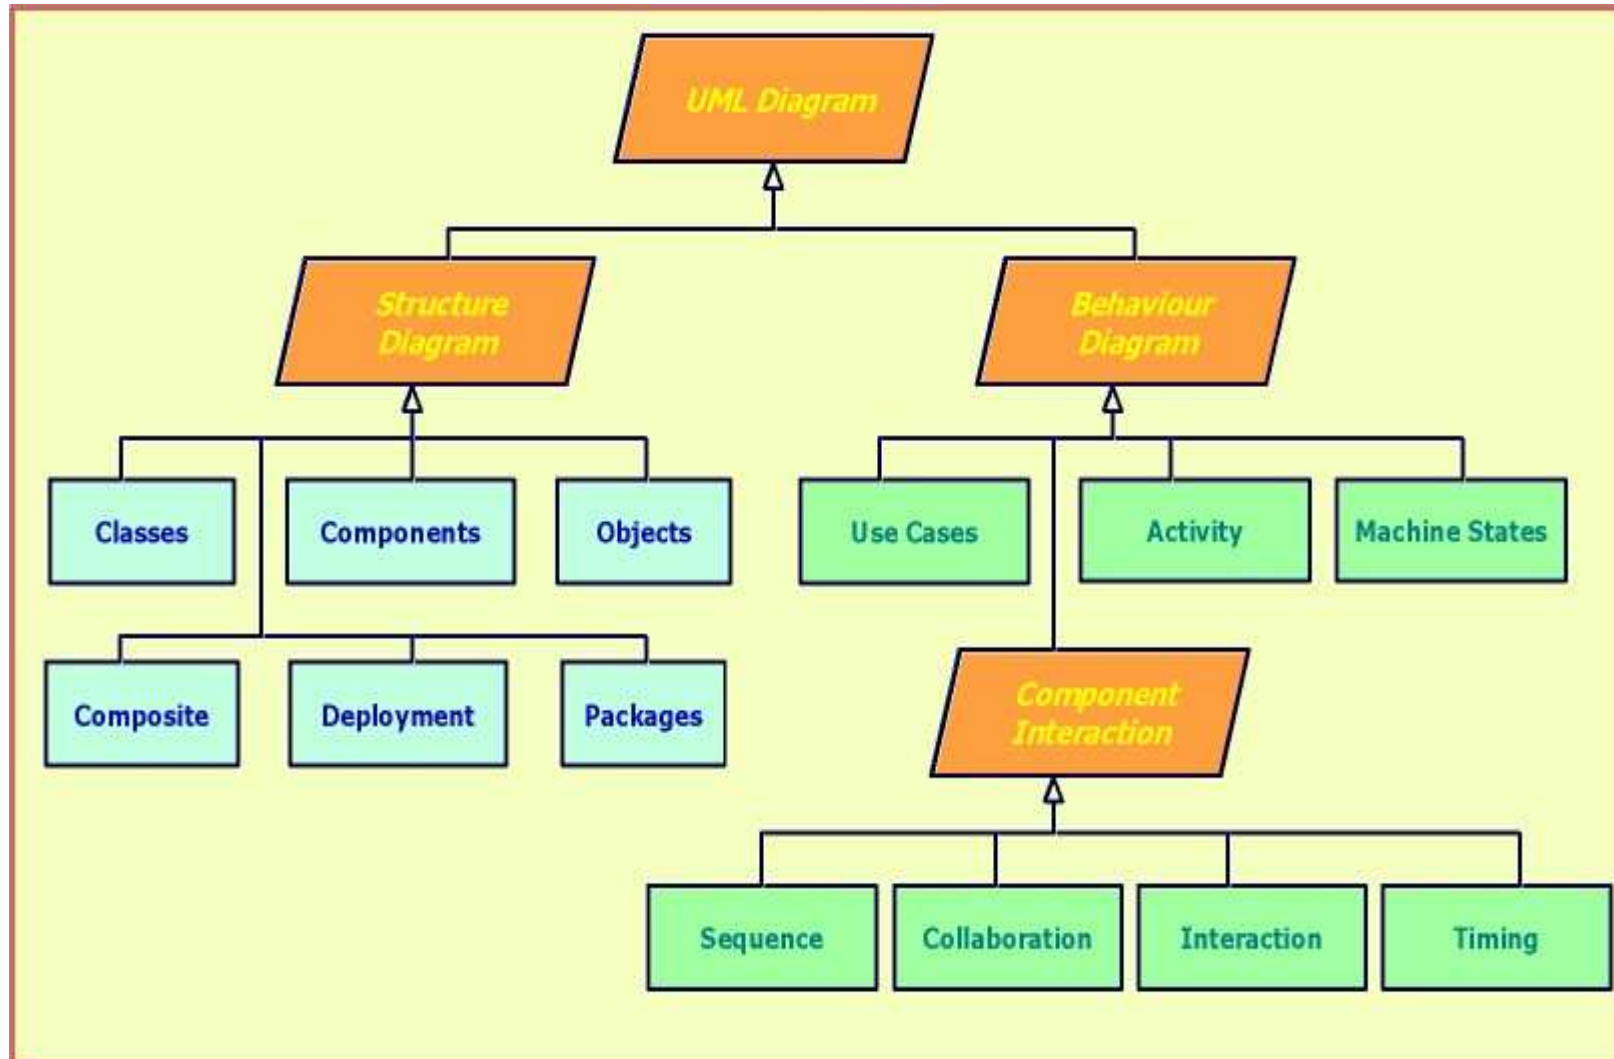 UML Diagram
Structure
Diagram
Behaviour
Diagram
Classes
Components
Objects
Use Cases
Activity
Machine States
Composite
Deployment
Packages
Component
Interaction
Sequence
Collaboration
Interaction
Timing